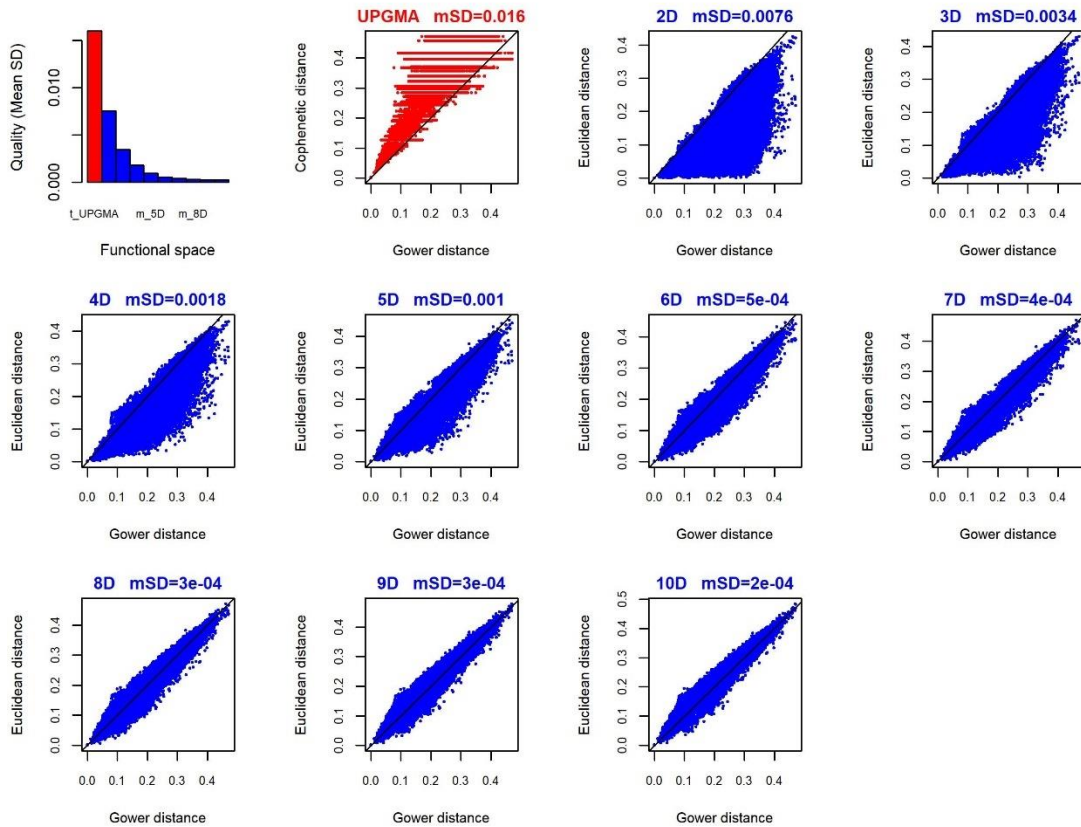 UPGMA   mSD=0.016
2D   mSD=0.0076
3D   mSD=0.0034
Quality (Mean SD)
0.000
0.010
t_UPGMA
m_5D
m_8D
Functional space
Cophenetic distance
0.0 0.1 0.2 0.3 0.4
0.0 0.1 0.2 0.3 0.4
Gower distance
Euclidean distance
0.0 0.1 0.2 0.3 0.4
0.0 0.1 0.2 0.3 0.4
Gower distance
Euclidean distance
0.0 0.1 0.2 0.3 0.4
0.0 0.1 0.2 0.3 0.4
Gower distance
4D   mSD=0.0018
5D   mSD=0.001
6D   mSD=5e-04
7D   mSD=4e-04
Euclidean distance
0.0 0.1 0.2 0.3 0.4
0.0 0.1 0.2 0.3 0.4
Gower distance
Euclidean distance
0.0 0.1 0.2 0.3 0.4
0.0 0.1 0.2 0.3 0.4
Gower distance
Euclidean distance
0.0 0.1 0.2 0.3 0.4
0.0 0.1 0.2 0.3 0.4
Gower distance
Euclidean distance
0.0 0.1 0.2 0.3 0.4
0.0 0.1 0.2 0.3 0.4
Gower distance
8D   mSD=3e-04
9D   mSD=3e-04
10D   mSD=2e-04
Euclidean distance
0.0 0.1 0.2 0.3 0.4
0.0 0.1 0.2 0.3 0.4
Gower distance
Euclidean distance
0.0 0.1 0.2 0.3 0.4
0.0 0.1 0.2 0.3 0.4
Gower distance
Euclidean distance
0.0 0.1 0.2 0.3 0.4 0.5
0.0 0.1 0.2 0.3 0.4
Gower distance